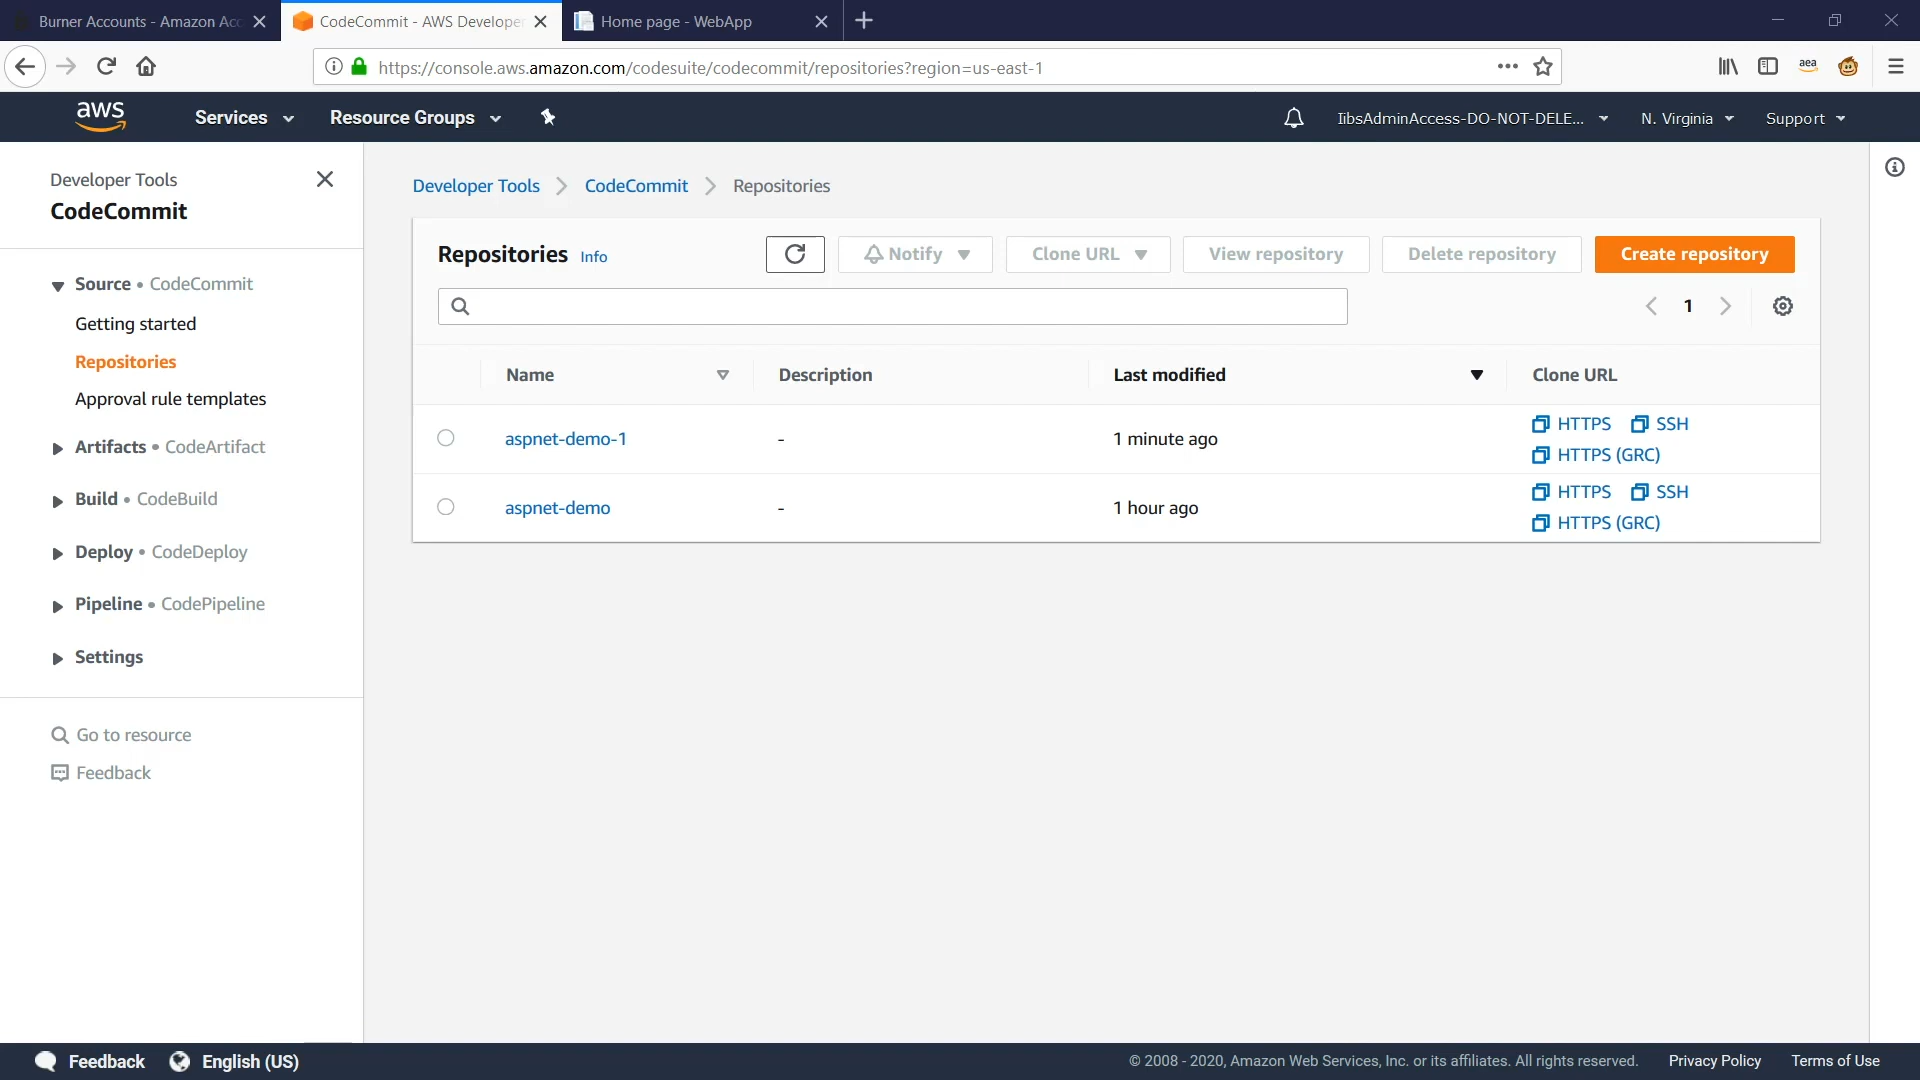 Burner Accounts - Amazon Acc
CodeCommit - AWS Developer
Home page - WebApp
https://console.aws.amazon.com/codesuite/codecommit/repositories?region=us-east-1
aea
aws
Services
Resource Groups
IibsAdminAccess-DO-NOT-DELE...
N. Virginia
Support
Developer Tools
CodeCommit
Source • CodeCommit
Getting started
Repositories
Approval rule templates
Artifacts • CodeArtifact
Build • CodeBuild
Deploy • CodeDeploy
Pipeline • CodePipeline
Settings
Go to resource
Feedback
Developer Tools
CodeCommit
Repositories
Repositories Info
Notify
Clone URL
View repository
Delete repository
Create repository
1
Name
Description
Last modified
Clone URL
aspnet-demo-1
-
1 minute ago
HTTPS SSH
HTTPS (GRC)
aspnet-demo
-
1 hour ago
HTTPS SSH
HTTPS (GRC)
Feedback
English (US)
© 2008 - 2020, Amazon Web Services, Inc. or its affiliates. All rights reserved.
Privacy Policy
Terms of Use